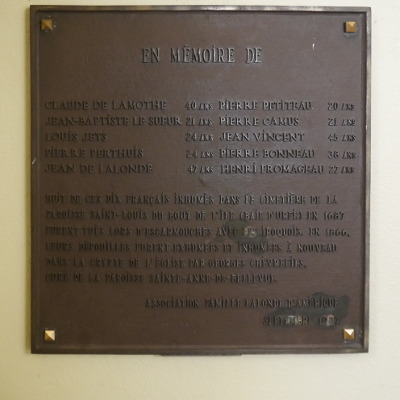 EN MÉMOIRE DE
CLAUDE DE LAMOTHE 40 ANS PIERRE PETITEAU 20 ANS
JEAN-BAPTISTE LE SUEUR 21 ANS PIERRE CAMUS 21 ANS
LOUIS JETS 24 ANS JEAN VINCENT 45 ANS
PIERRE PERTHUIS 24 ANS PIERRE BONNEAU 36 ANS
JEAN DE LALONDE 47 ANS HENRI FROMAGEAU 22 ANS
HUIT DE CES DIX FRANÇAIS INHUMÉS DANS LE CIMETIÈRE DE LA
PAROISSE SAINT-LOUIS DU BOUT DE L'ÎLE (BAIE D'URFÉ) EN 1687
FURENT TUÉS LORS D'ESCARMOUCHES AVEC IROQUOIS. EN 1866,
LEURS DÉPOUILLES FURENT EXHUMÉES ET INHUMÉES À NOUVEAU
DANS LA CRYPTE DE L'ÉGLISE PAR GEORGES CHEVREFILS,
CURÉ DE LA PAROISSE SAINTE-ANNE-DE-BELLEVUE.
ASSOCIATION FAMILLE LALONDE D'AMÉRIQUE